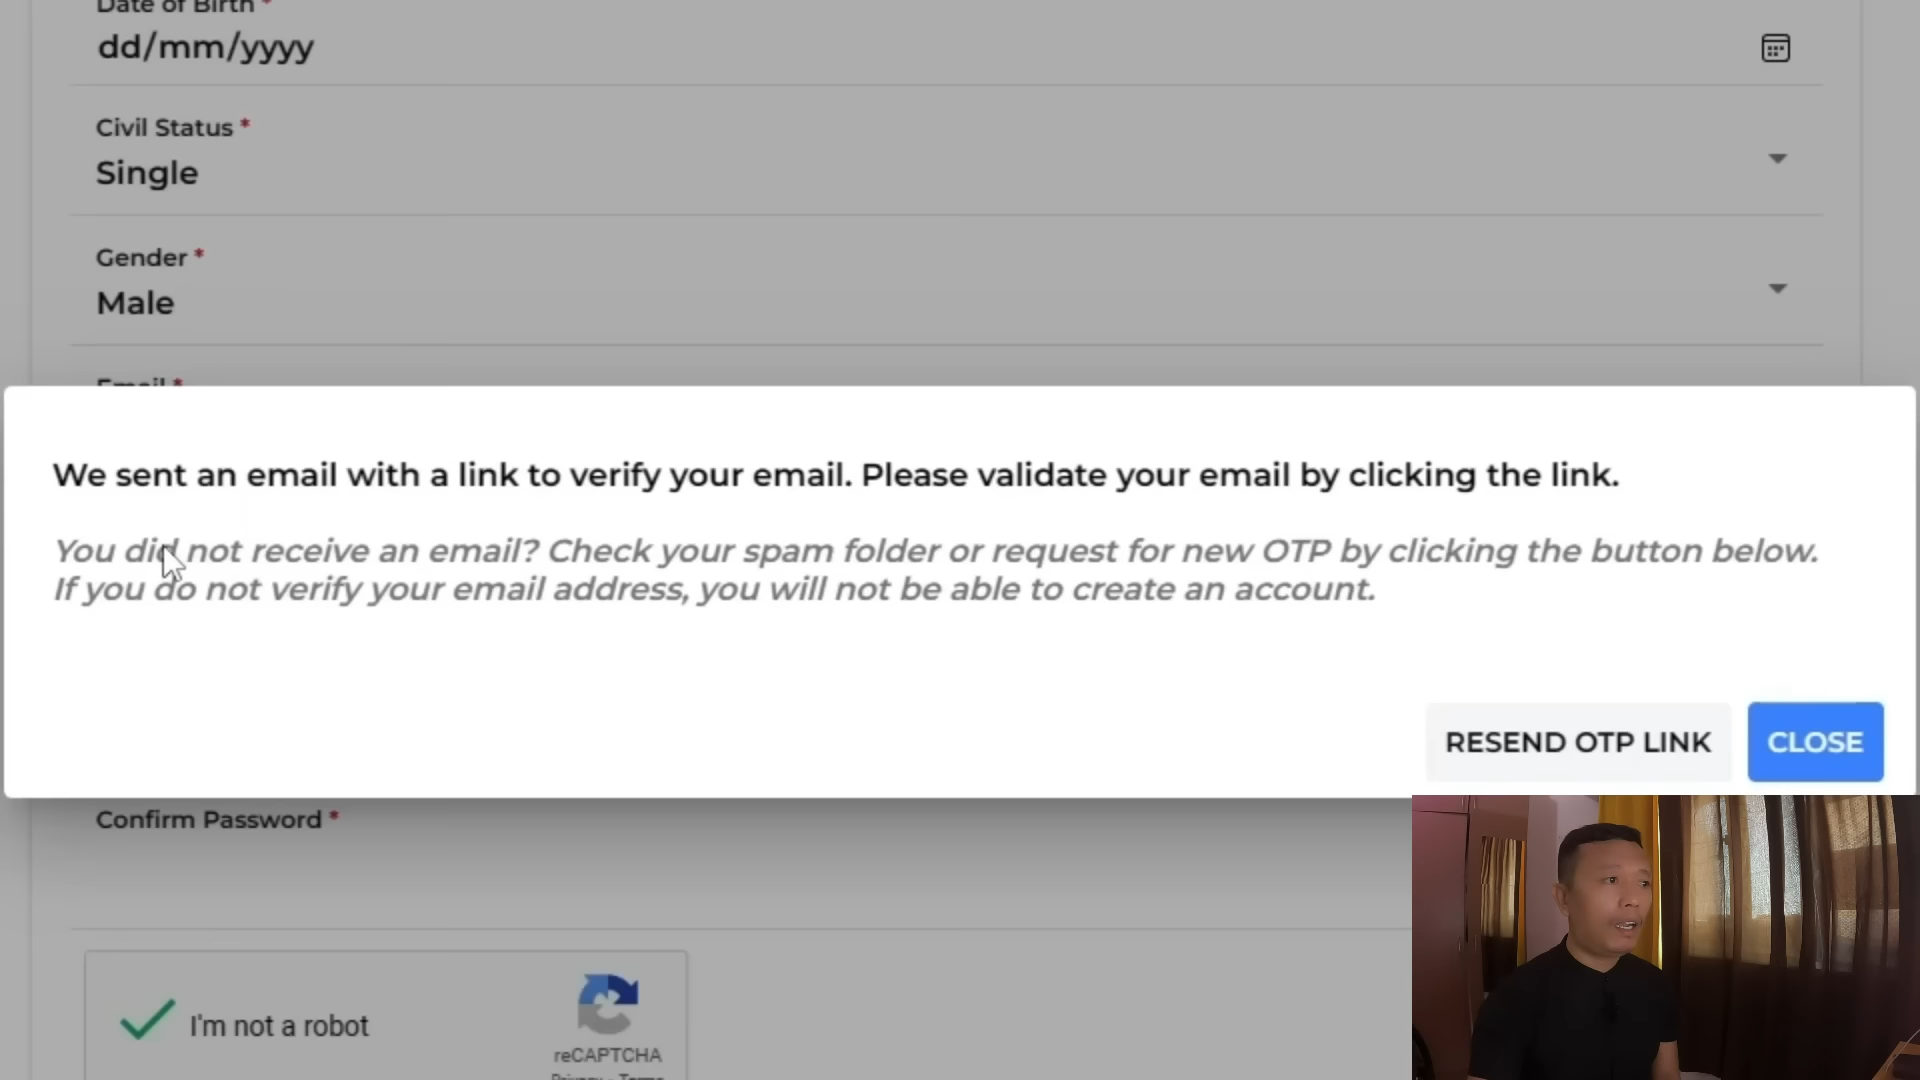 Date of Birth *
dd/mm/yyyy
Civil Status *
Single
Gender *
Male
Email *
We sent an email with a link to verify your email. Please validate your email by clicking the link.
You did not receive an email? Check your spam folder or request for new OTP by clicking the button below.
If you do not verify your email address, you will not be able to create an account.
RESEND OTP LINK
CLOSE
Confirm Password *
I'm not a robot
reCAPTCHA
Privacy - Terms